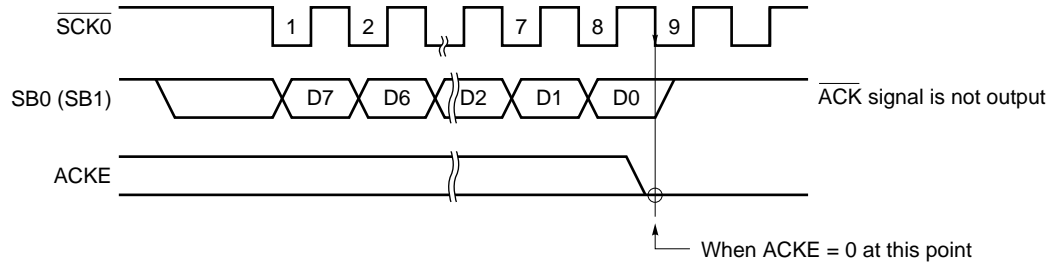 SCK0 1 2 7 8 9
SB0 (SB1) D7 D6 D2 D1 D0 ACK signal is not output
ACKE
When ACKE = 0 at this point